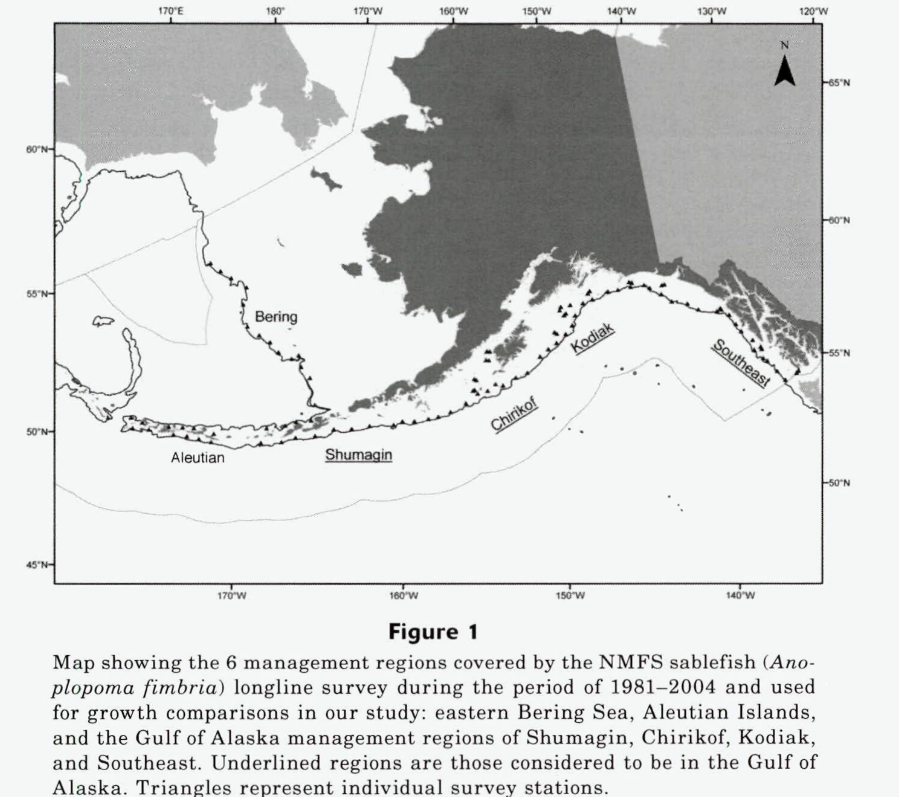 170°E 180° 170°W 160°W 150°W 140°W 130°W 120°W
N
65°N
60°N
60°N
55°N
Bering
Kodiak
55°N
Southeast
Chirikof
50°N
Aleutian
Shumagin
50°N
45°N
170°W 160°W 150°W 140°W
Figure 1
Map showing the 6 management regions covered by the NMFS sablefish (Ano-
plopoma fimbria) longline survey during the period of 1981–2004 and used
for growth comparisons in our study: eastern Bering Sea, Aleutian Islands,
and the Gulf of Alaska management regions of Shumagin, Chirikof, Kodiak,
and Southeast. Underlined regions are those considered to be in the Gulf of
Alaska. Triangles represent individual survey stations.